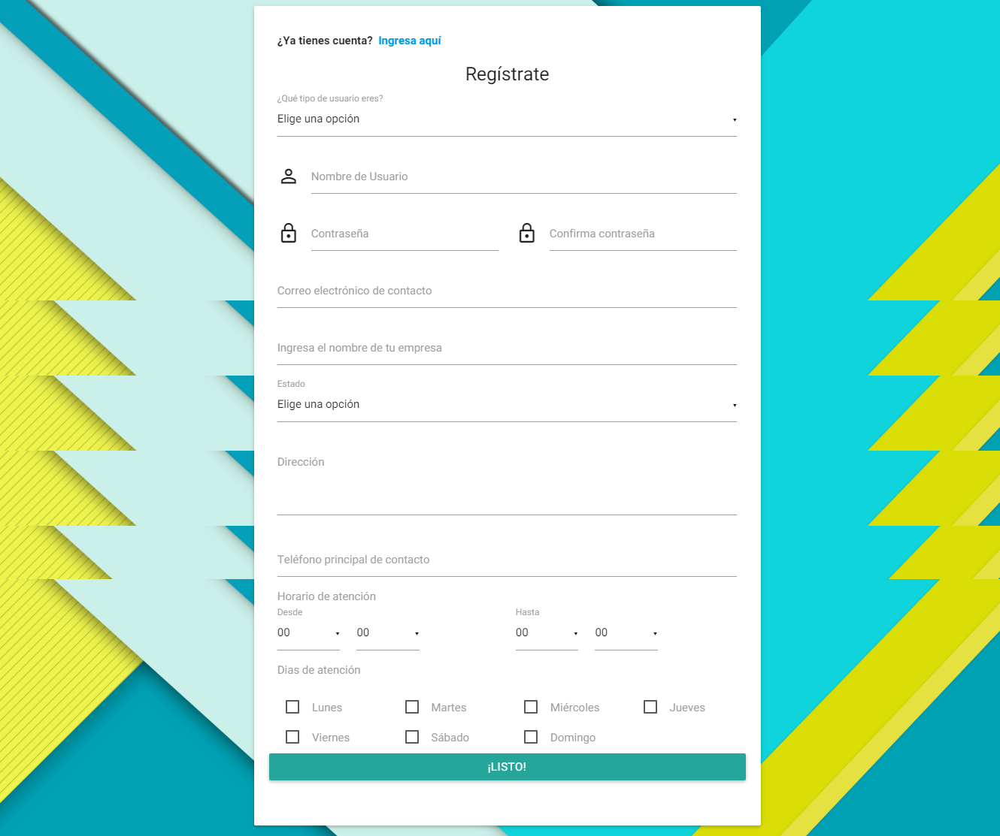 ¿Ya tienes cuenta? Ingresa aquí
Regístrate
¿Qué tipo de usuario eres?
Elige una opción
Nombre de Usuario
Contraseña Confirma contraseña
Correo electrónico de contacto
Ingresa el nombre de tu empresa
Estado
Elige una opción
Dirección
Teléfono principal de contacto
Horario de atención
Desde Hasta
00 00 00 00
Dias de atención
Lunes Martes Miércoles Jueves
Viernes Sábado Domingo
¡LISTO!